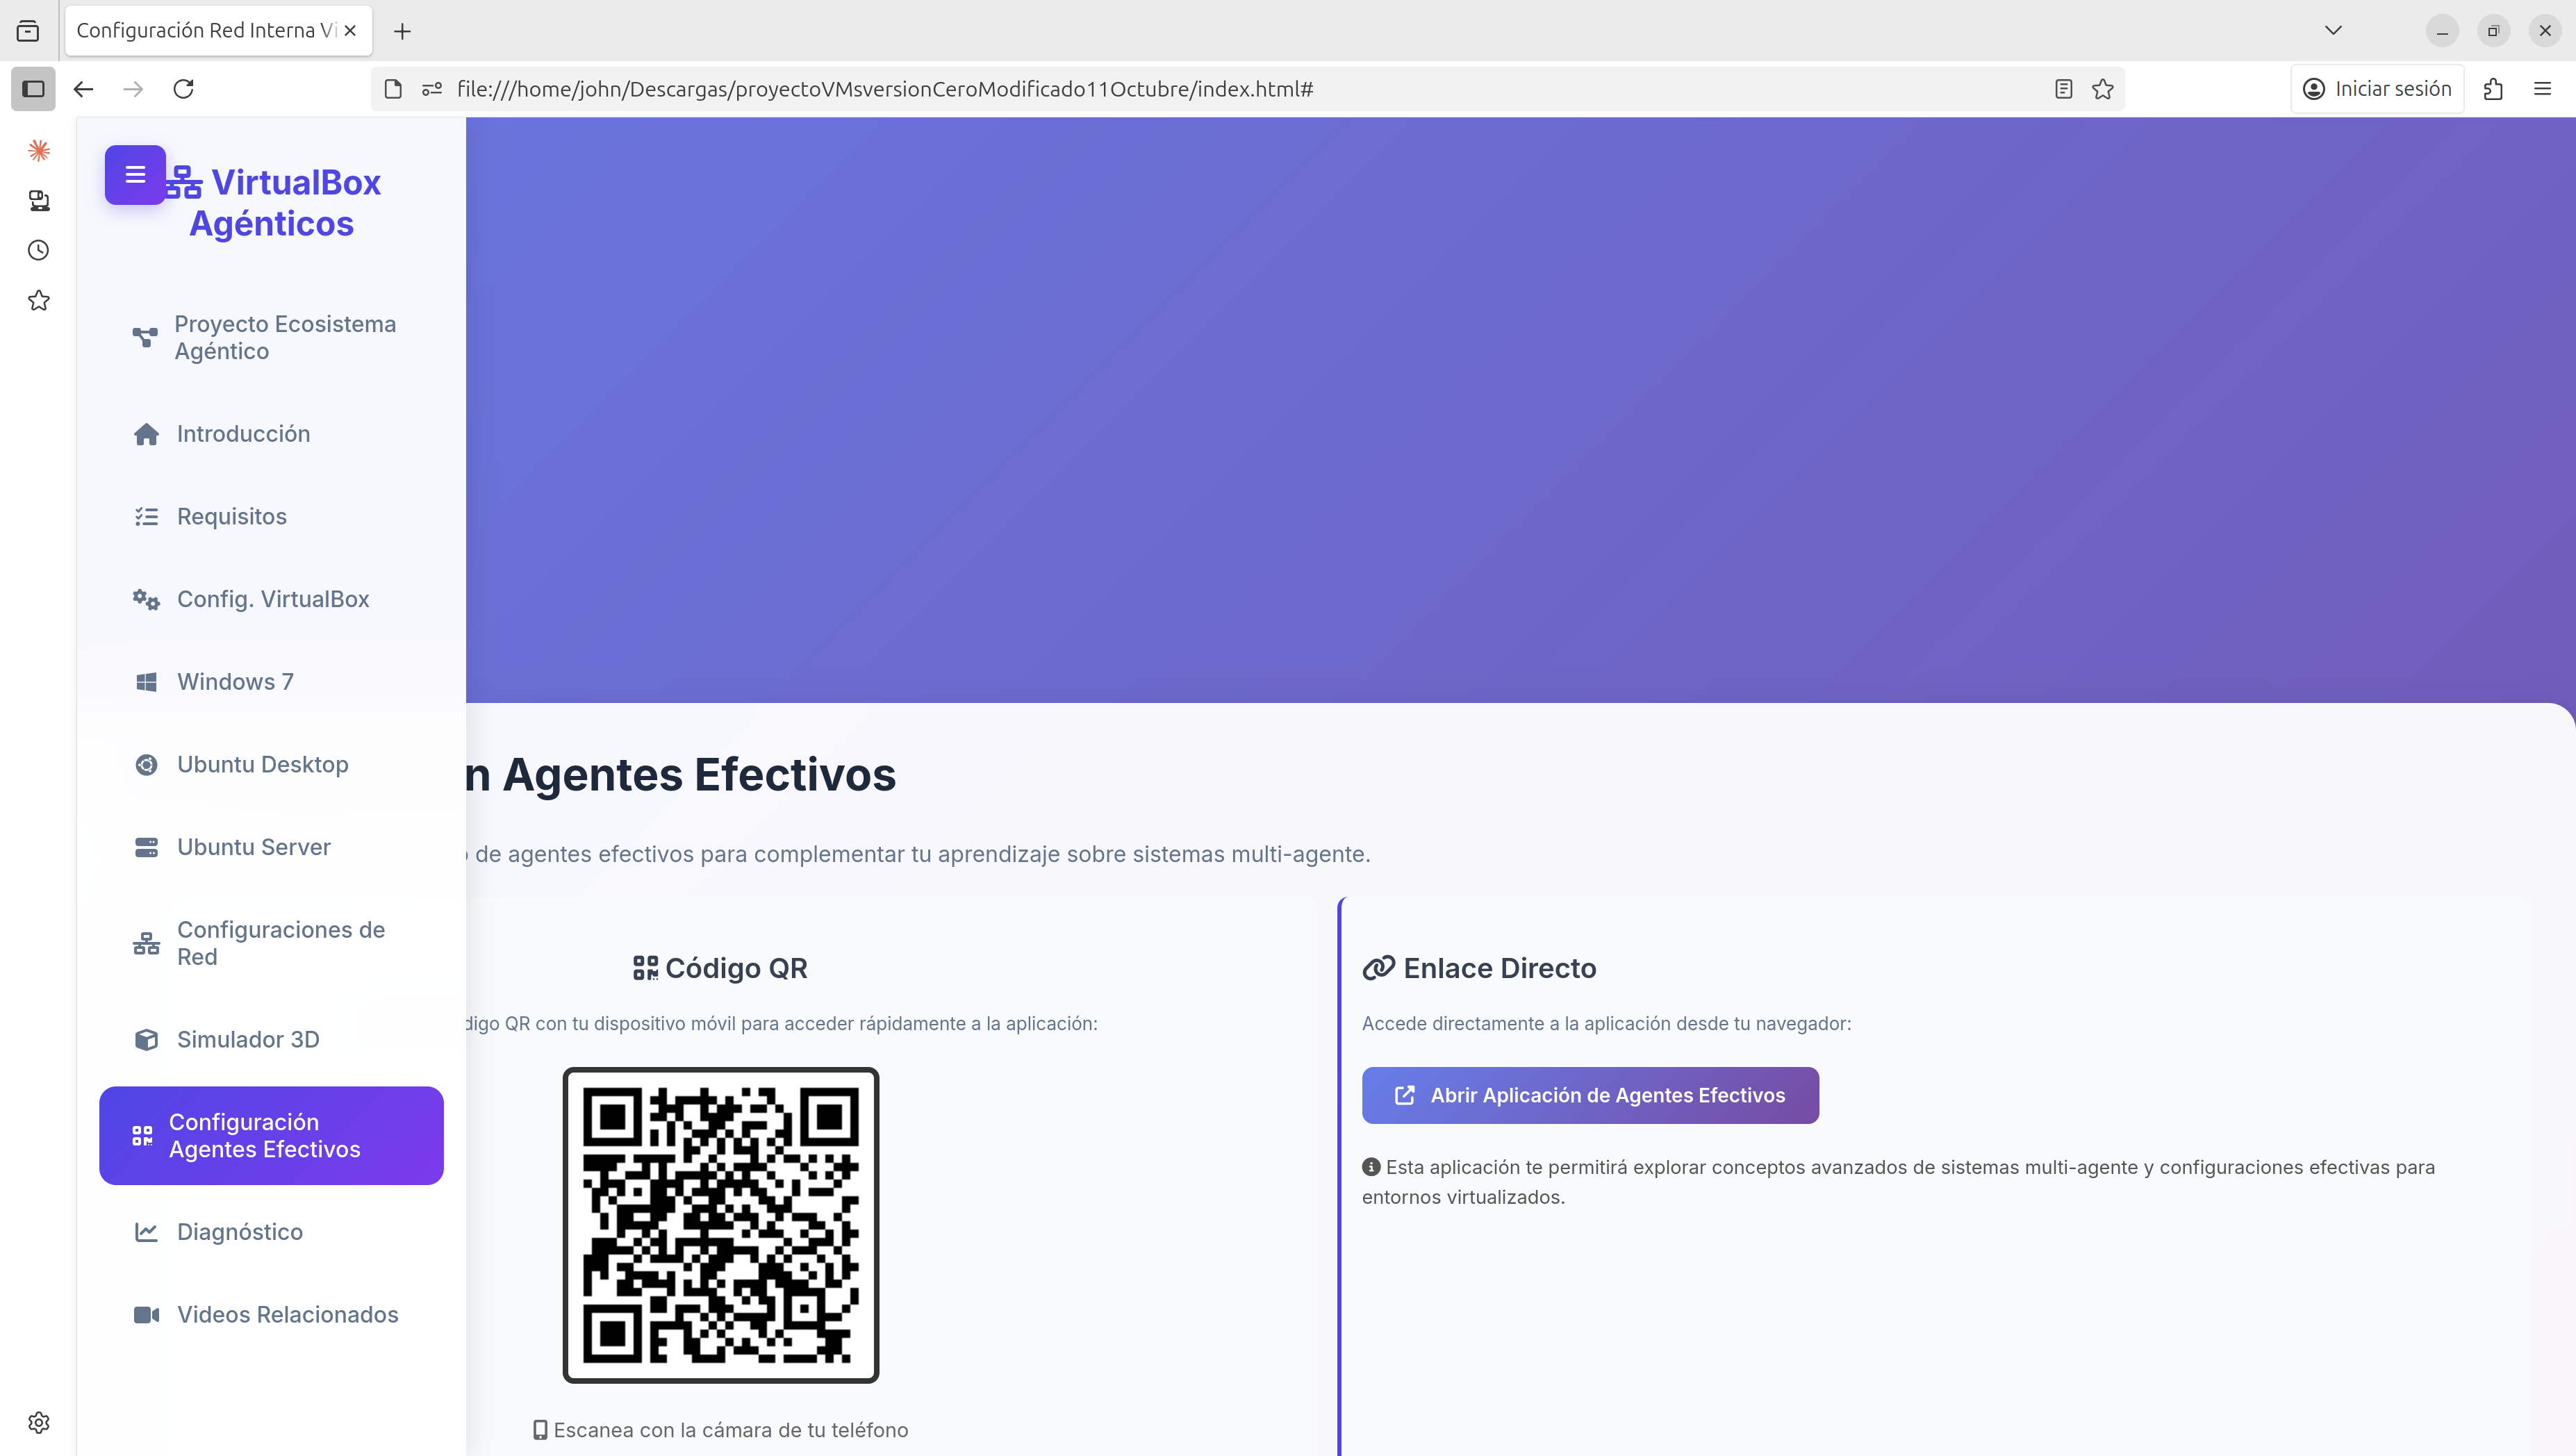 Configuración Red Interna Vi
file:///home/john/Descargas/proyectoVMsversionCeroModificado11Octubre/index.html#
Iniciar sesión
VirtualBox
Agénticos
Proyecto Ecosistema
Agéntico
Introducción
Requisitos
Config. VirtualBox
Windows 7
Ubuntu Desktop
Ubuntu Server
Configuraciones de
Red
Simulador 3D
Configuración
Agentes Efectivos
Diagnóstico
Videos Relacionados
n Agentes Efectivos
de agentes efectivos para complementar tu aprendizaje sobre sistemas multi-agente.
Código QR
digo QR con tu dispositivo móvil para acceder rápidamente a la aplicación:
Escanea con la cámara de tu teléfono
Enlace Directo
Accede directamente a la aplicación desde tu navegador:
Abrir Aplicación de Agentes Efectivos
Esta aplicación te permitirá explorar conceptos avanzados de sistemas multi-agente y configuraciones efectivas para
entornos virtualizados.